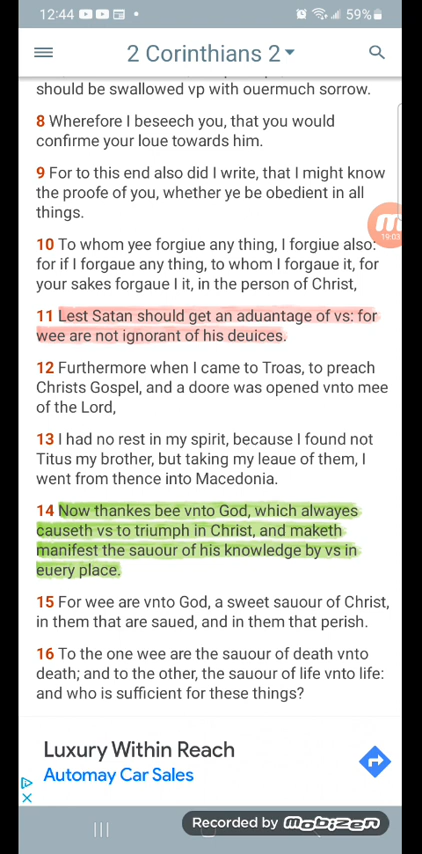 12:44
59%
2 Corinthians 2
should be swallowed vp with ouermuch sorrow.
8 Wherefore I beseech you, that you would
confirme your loue towards him.
9 For to this end also did I write, that I might know
the proofe of you, whether ye be obedient in all
things.
10 To whom yee forgiue any thing, I forgiue also:
for if I forgaue any thing, to whom I forgaue it, for
your sakes forgaue I it, in the person of Christ,
19:03
11 Lest Satan should get an aduantage of vs: for
wee are not ignorant of his deuices.
12 Furthermore when I came to Troas, to preach
Christs Gospel, and a doore was opened vnto mee
of the Lord,
13 I had no rest in my spirit, because I found not
Titus my brother, but taking my leaue of them, I
went from thence into Macedonia.
14 Now thankes bee vnto God, which alwayes
causeth vs to triumph in Christ, and maketh
manifest the sauour of his knowledge by vs in
euery place.
15 For wee are vnto God, a sweet sauour of Christ,
in them that are saued, and in them that perish.
16 To the one wee are the sauour of death vnto
death; and to the other, the sauour of life vnto life:
and who is sufficient for these things?
Luxury Within Reach
Automay Car Sales
Recorded by mobizen